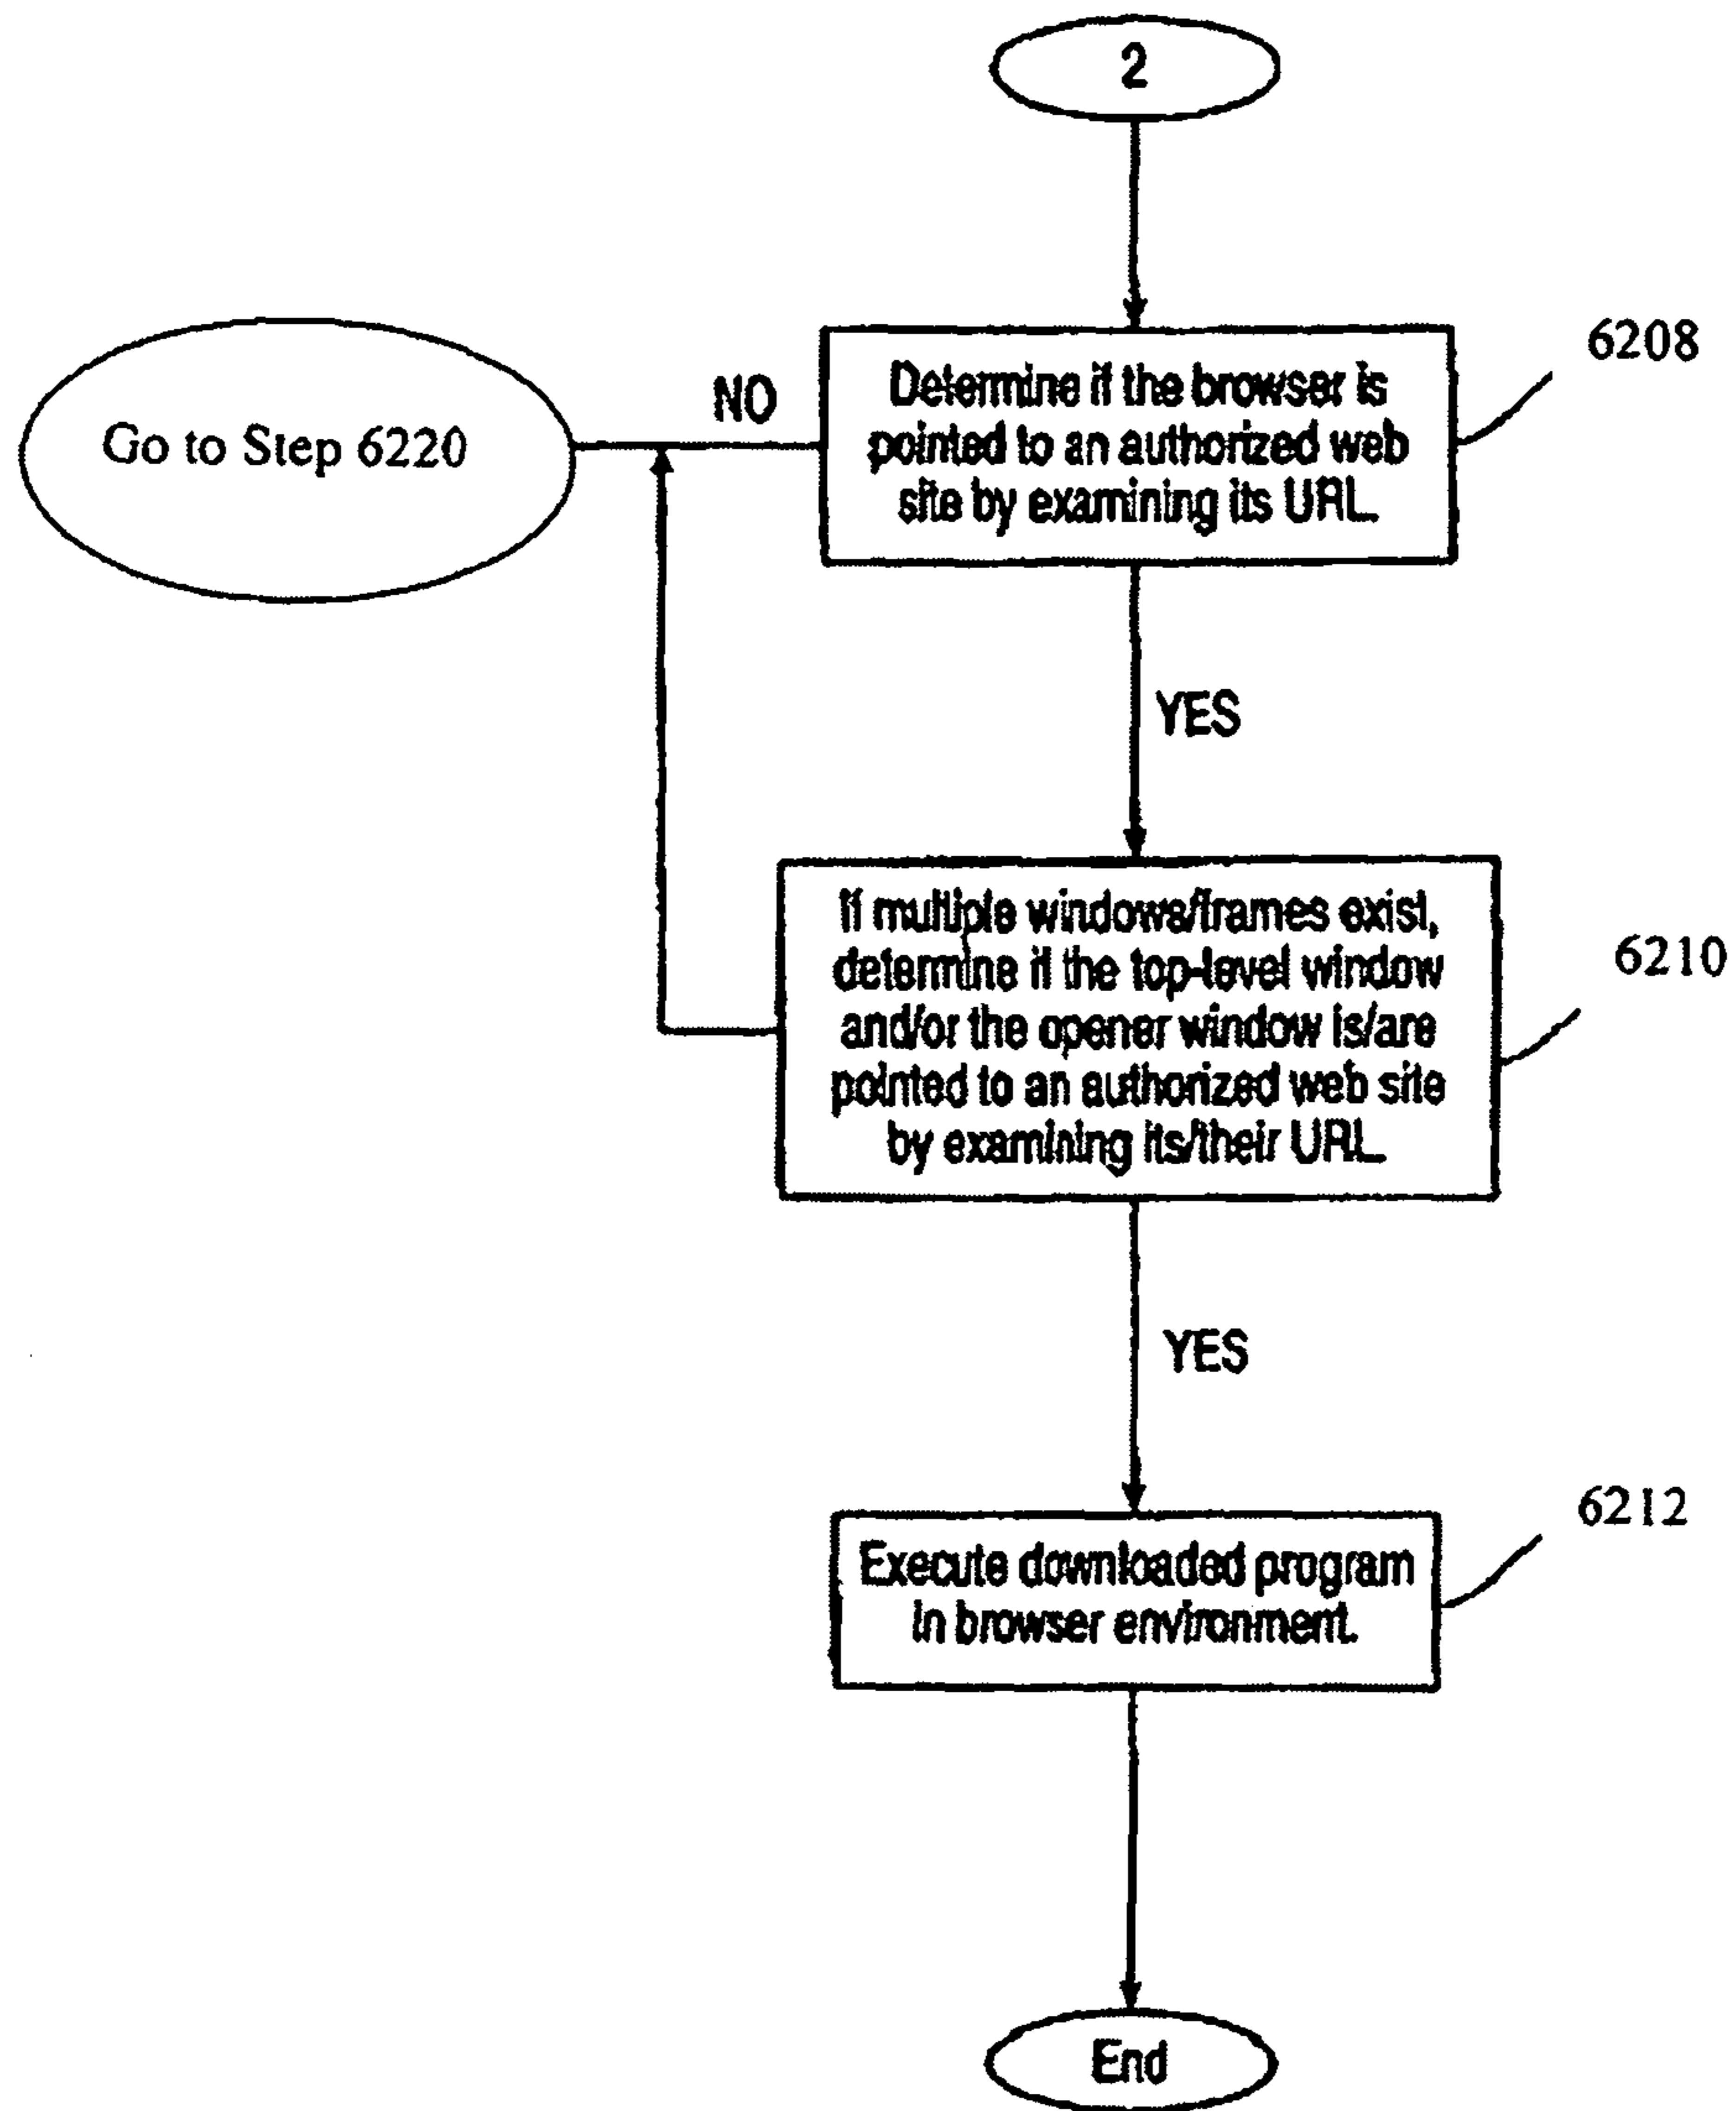 2
6208
Determine if the browser is
pointed to an authorized web
site by examining its URL.
NO
Go to Step 6220
YES
6210
If multiple windows/frames exist,
determine if the top-level window
and/or the opener window is/are
pointed to an authorized web site
by examining its/their URL.
YES
6212
Execute downloaded program
in browser environment.
End